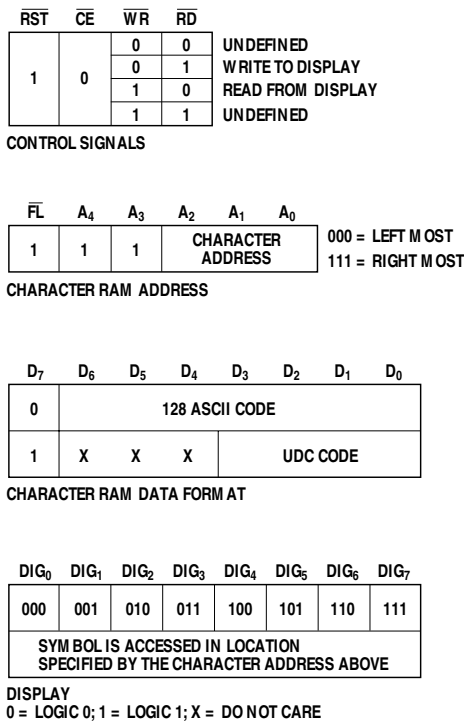 RST CE WR RD
1 0 0 0 UNDEFINED
0 1 WRITE TO DISPLAY
1 0 READ FROM DISPLAY
1 1 UNDEFINED
CONTROL SIGNALS
FL A4 A3 A2 A1 A0
1 1 1 CHARACTER ADDRESS 000 = LEFT MOST
111 = RIGHT MOST
CHARACTER RAM ADDRESS
D7 D6 D5 D4 D3 D2 D1 D0
0 128 ASCII CODE
1 X X X UDC CODE
CHARACTER RAM DATA FORMAT
DIG0 DIG1 DIG2 DIG3 DIG4 DIG5 DIG6 DIG7
000 001 010 011 100 101 110 111
SYMBOL IS ACCESSED IN LOCATION
SPECIFIED BY THE CHARACTER ADDRESS ABOVE
DISPLAY
0 = LOGIC 0; 1 = LOGIC 1; X = DO NOT CARE